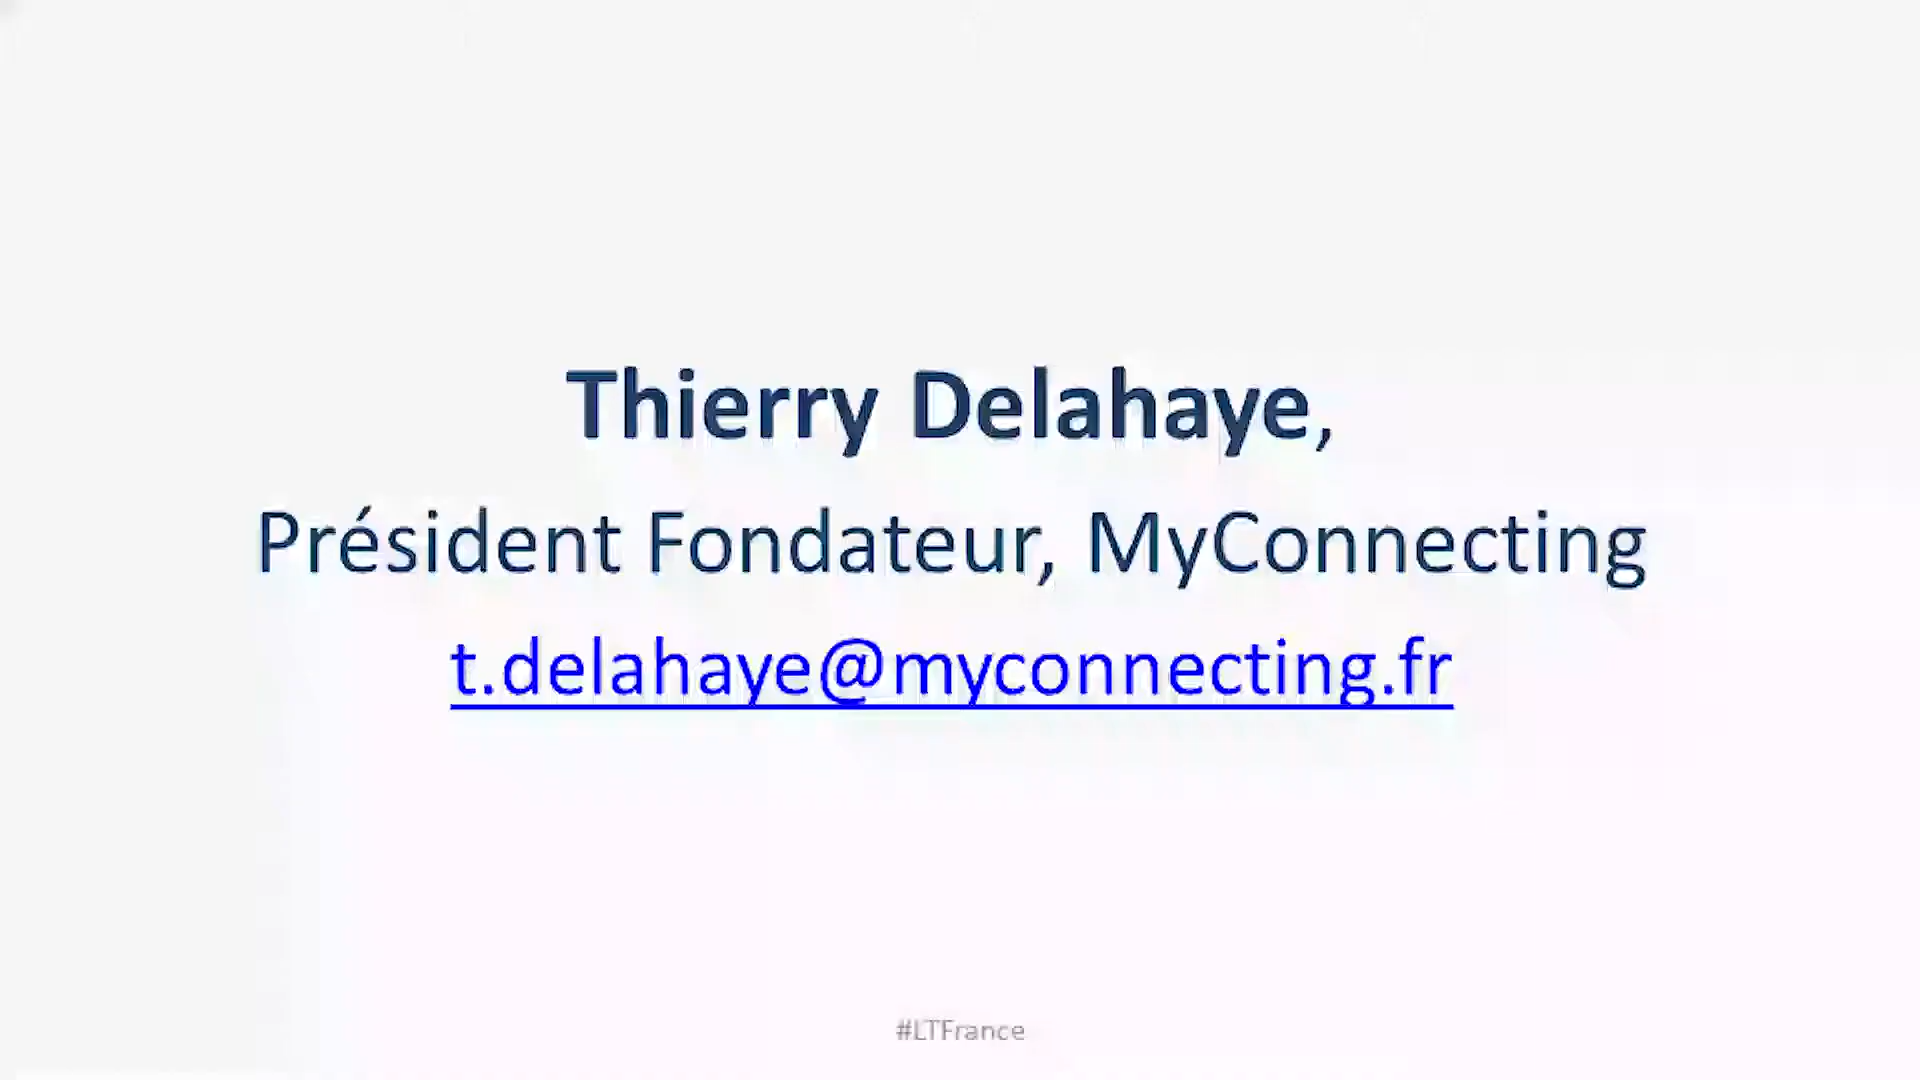 Thierry Delahaye,
Président Fondateur, MyConnecting
t.delahaye@myconnecting.fr
#LTFrance